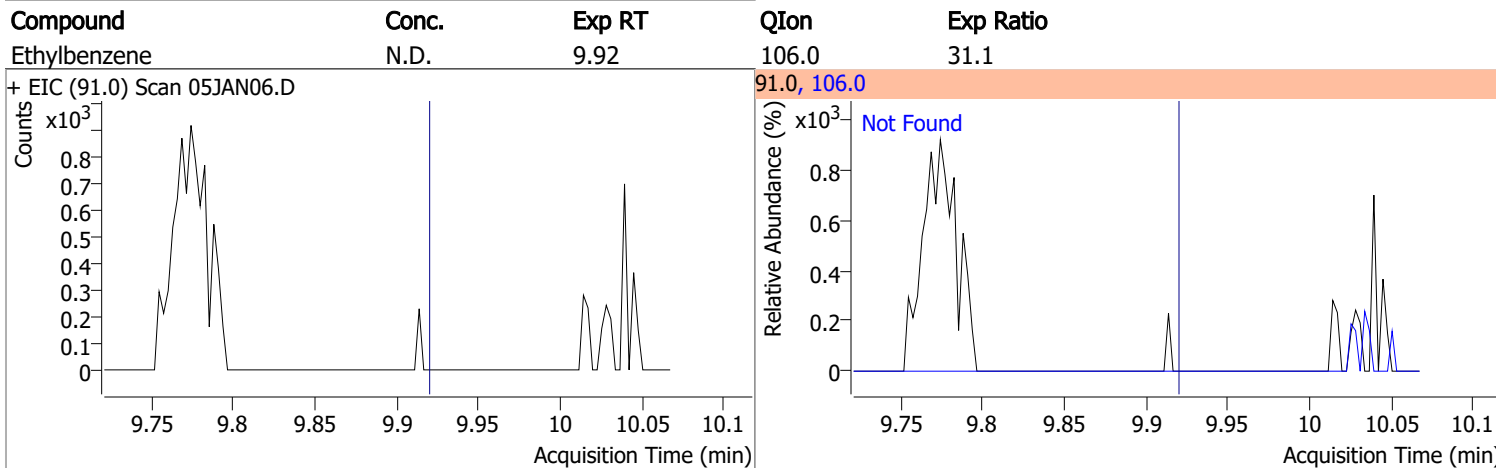 Compound Conc. Exp RT QIon Exp Ratio
Ethylbenzene N.D. 9.92 106.0 31.1
+ EIC (91.0) Scan 05JAN06.D
Counts
x10³
0.8
0.7
0.6
0.5
0.4
0.3
0.2
0.1
0
9.75 9.8 9.85 9.9 9.95 10 10.05 10.1
Acquisition Time (min)
91.0, 106.0
Relative Abundance (%)
x10³
Not Found
0.8
0.6
0.4
0.2
0
9.75 9.8 9.85 9.9 9.95 10 10.05 10.1
Acquisition Time (min)